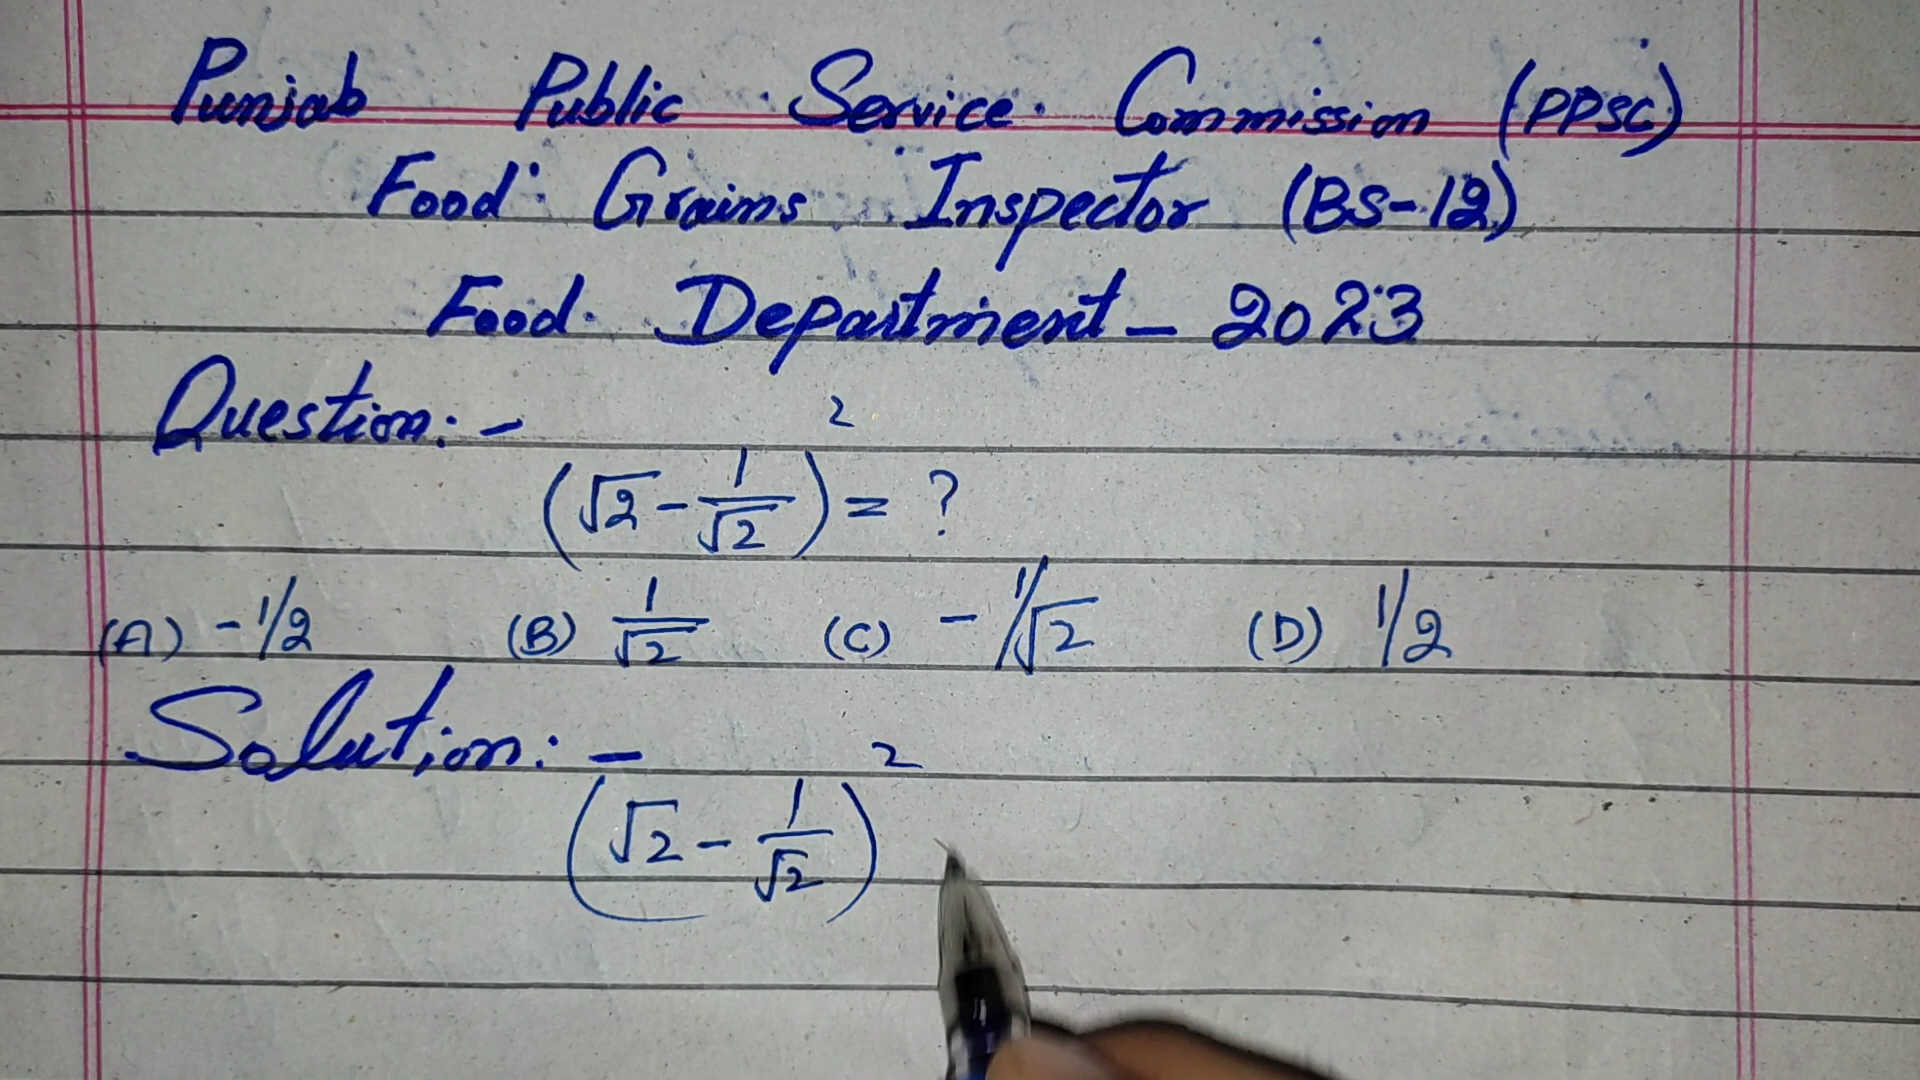 Punjab Public Service Commission (PPSC)
Food Grains Inspector (BS-12)
Food Department - 2023
Question:-
(√2 - 1/√2)² = ?
(A) -1/2 (B) 1/√2 (C) -1/√2 (D) 1/2
Solution:-
(√2 - 1/√2)²